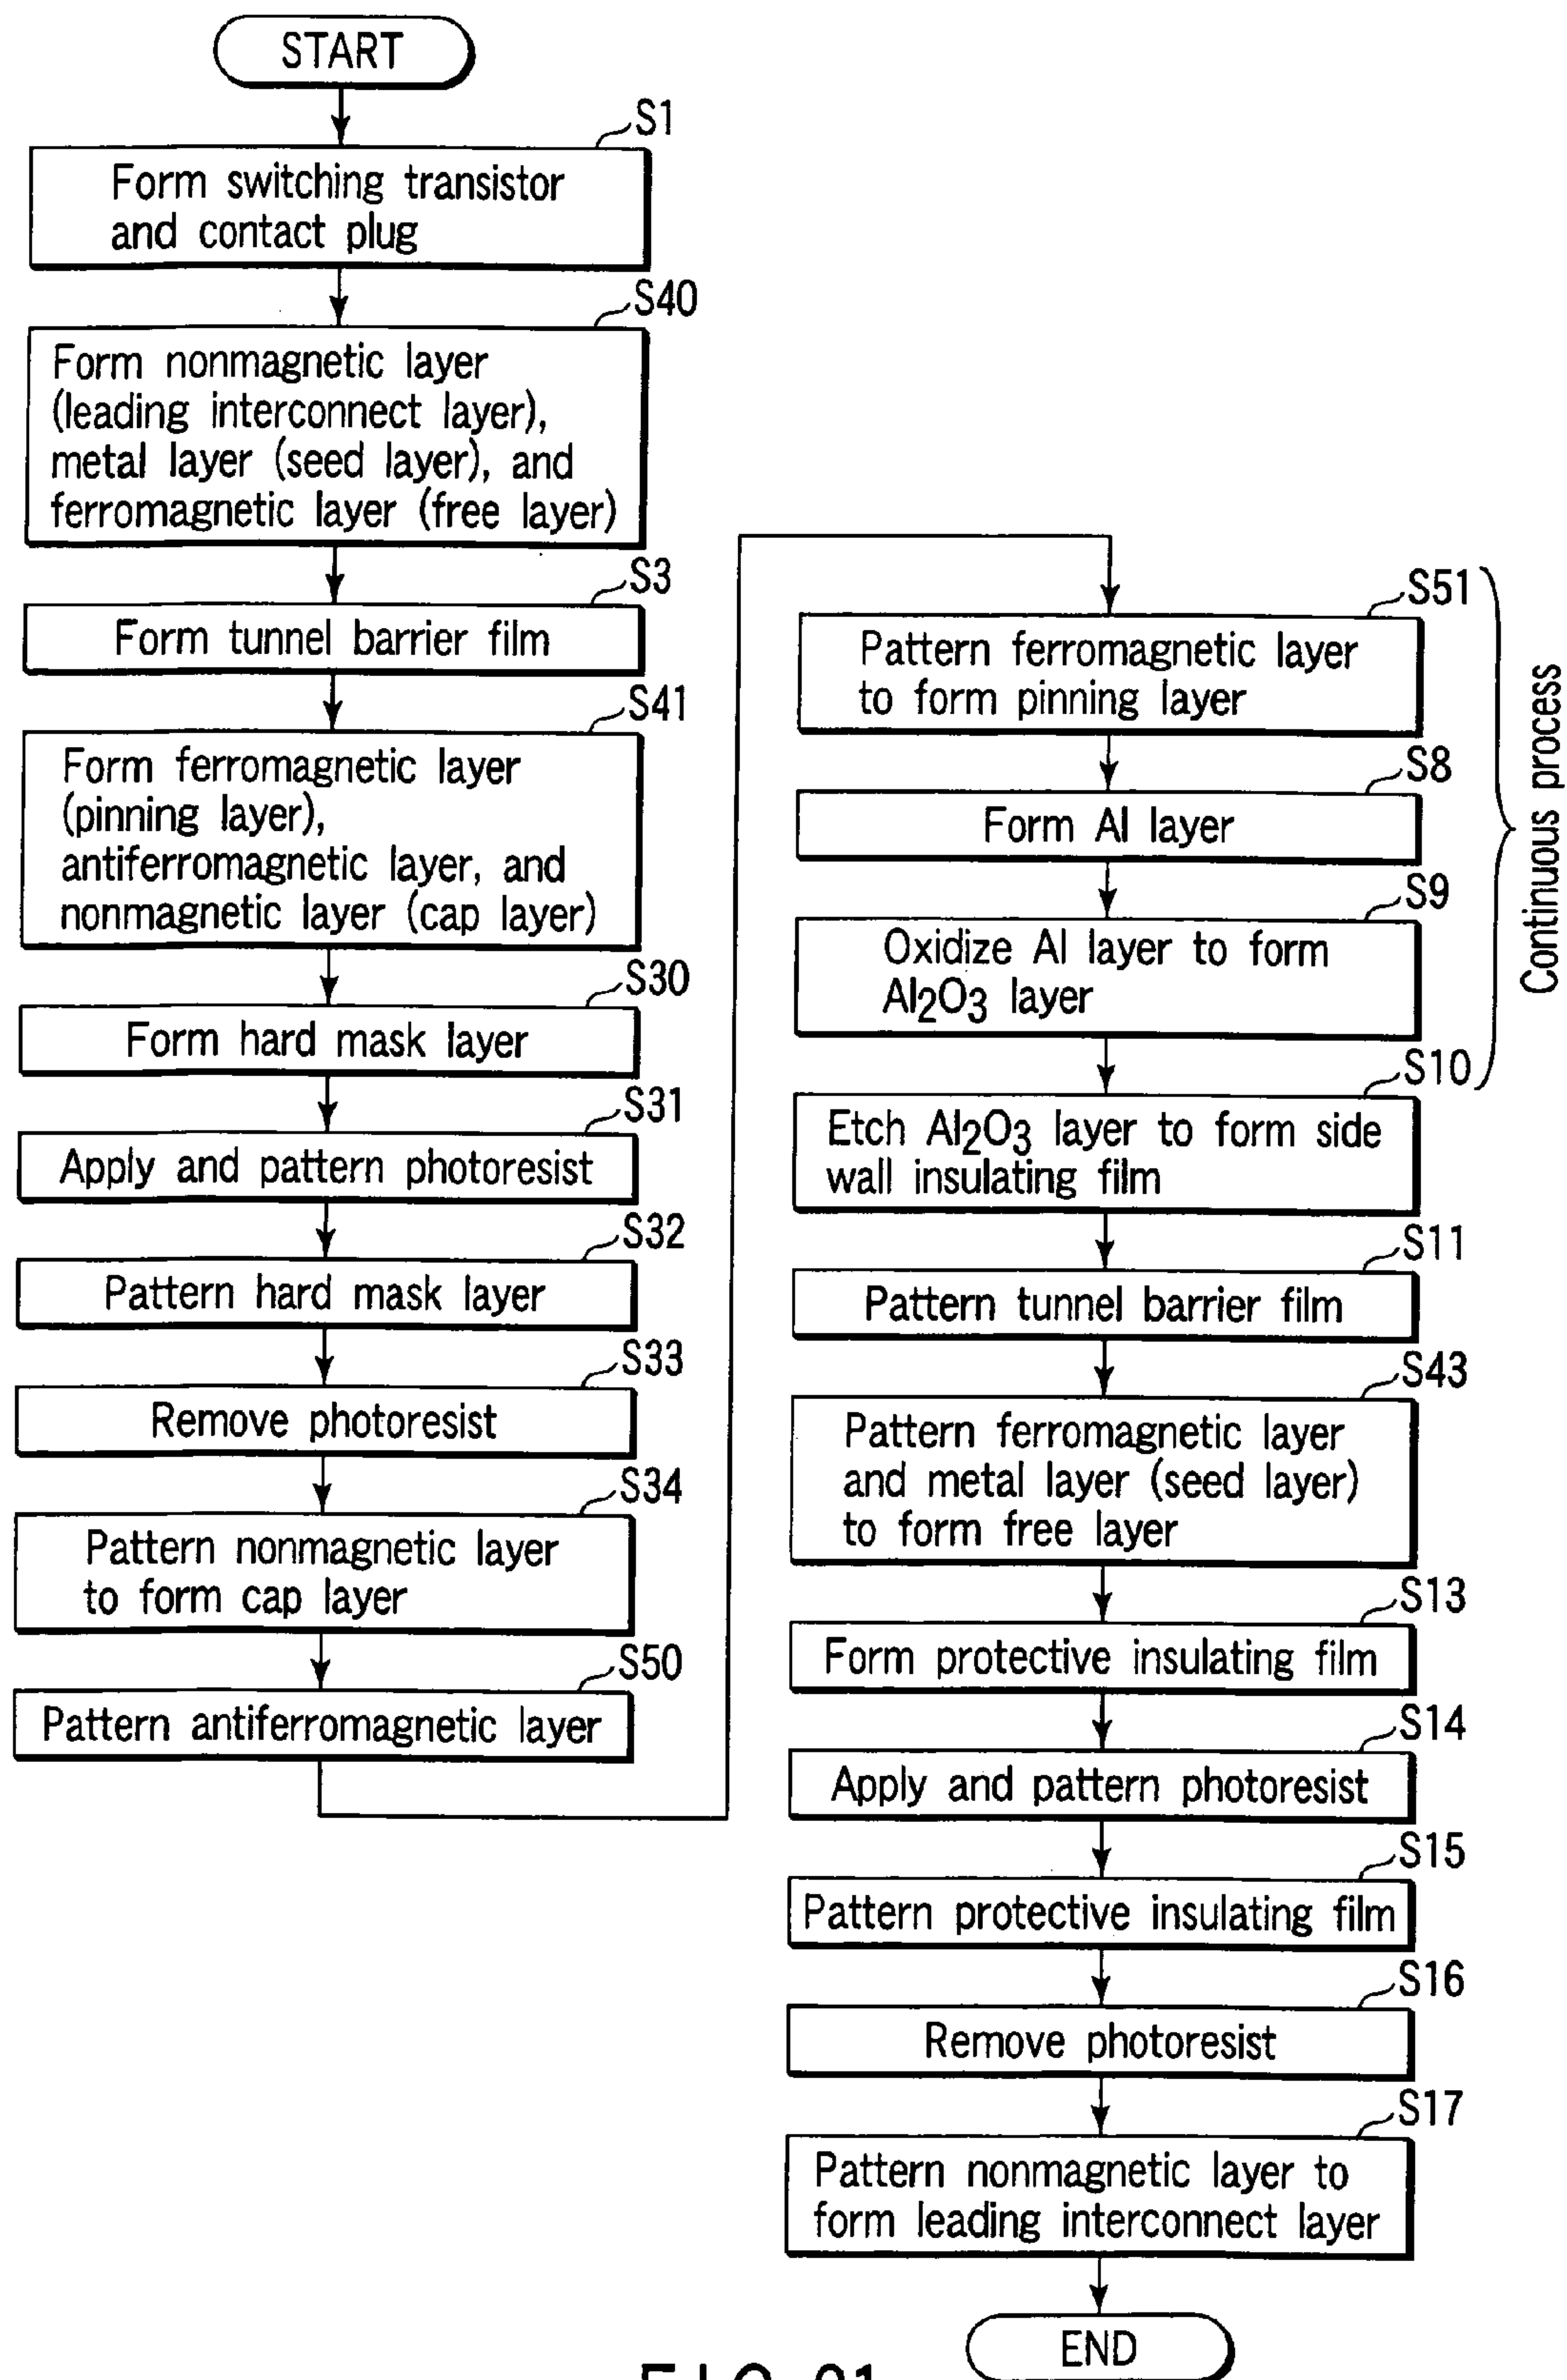 START
S1
Form switching transistor
and contact plug
S40
Form nonmagnetic layer
(leading interconnect layer),
metal layer (seed layer), and
ferromagnetic layer (free layer)
S3
Form tunnel barrier film
S41
Form ferromagnetic layer
(pinning layer),
antiferromagnetic layer, and
nonmagnetic layer (cap layer)
S30
Form hard mask layer
S31
Apply and pattern photoresist
S32
Pattern hard mask layer
S33
Remove photoresist
S34
Pattern nonmagnetic layer
to form cap layer
S50
Pattern antiferromagnetic layer
S51
Pattern ferromagnetic layer
to form pinning layer
S8
Form Al layer
S9
Oxidize Al layer to form
Al2O3 layer
Continuous process
S10
Etch Al2O3 layer to form side
wall insulating film
S11
Pattern tunnel barrier film
S43
Pattern ferromagnetic layer
and metal layer (seed layer)
to form free layer
S13
Form protective insulating film
S14
Apply and pattern photoresist
S15
Pattern protective insulating film
S16
Remove photoresist
S17
Pattern nonmagnetic layer to
form leading interconnect layer
END